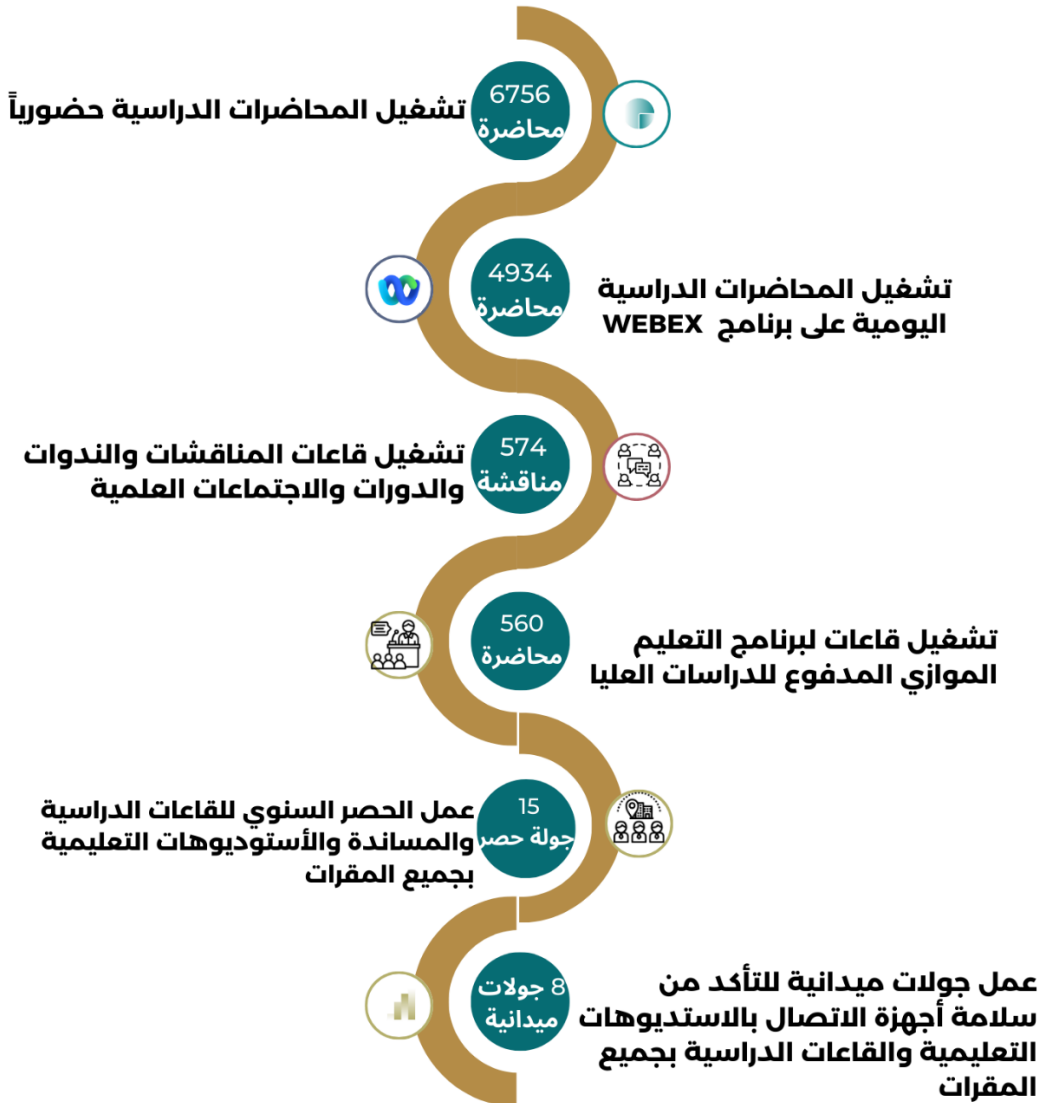 6756
محاضرة
تشغيل المحاضرات الدراسية حضورياً
4934
محاضرة
تشغيل المحاضرات الدراسية
اليومية على برنامج WEBEX
574
مناقشة
تشغيل قاعات المناقشات والندوات
والدورات والاجتماعات العلمية
560
محاضرة
تشغيل قاعات لبرنامج التعليم
الموازي المدفوع للدراسات العليا
15
جولة حصر
عمل الحصر السنوي للقاعات الدراسية
والمساندة والأستوديوهات التعليمية
بجميع المقرات
8 جولات
ميدانية
عمل جولات ميدانية للتأكد من
سلامة أجهزة الاتصال بالاستديوهات
التعليمية والقاعات الدراسية بجميع
المقرات